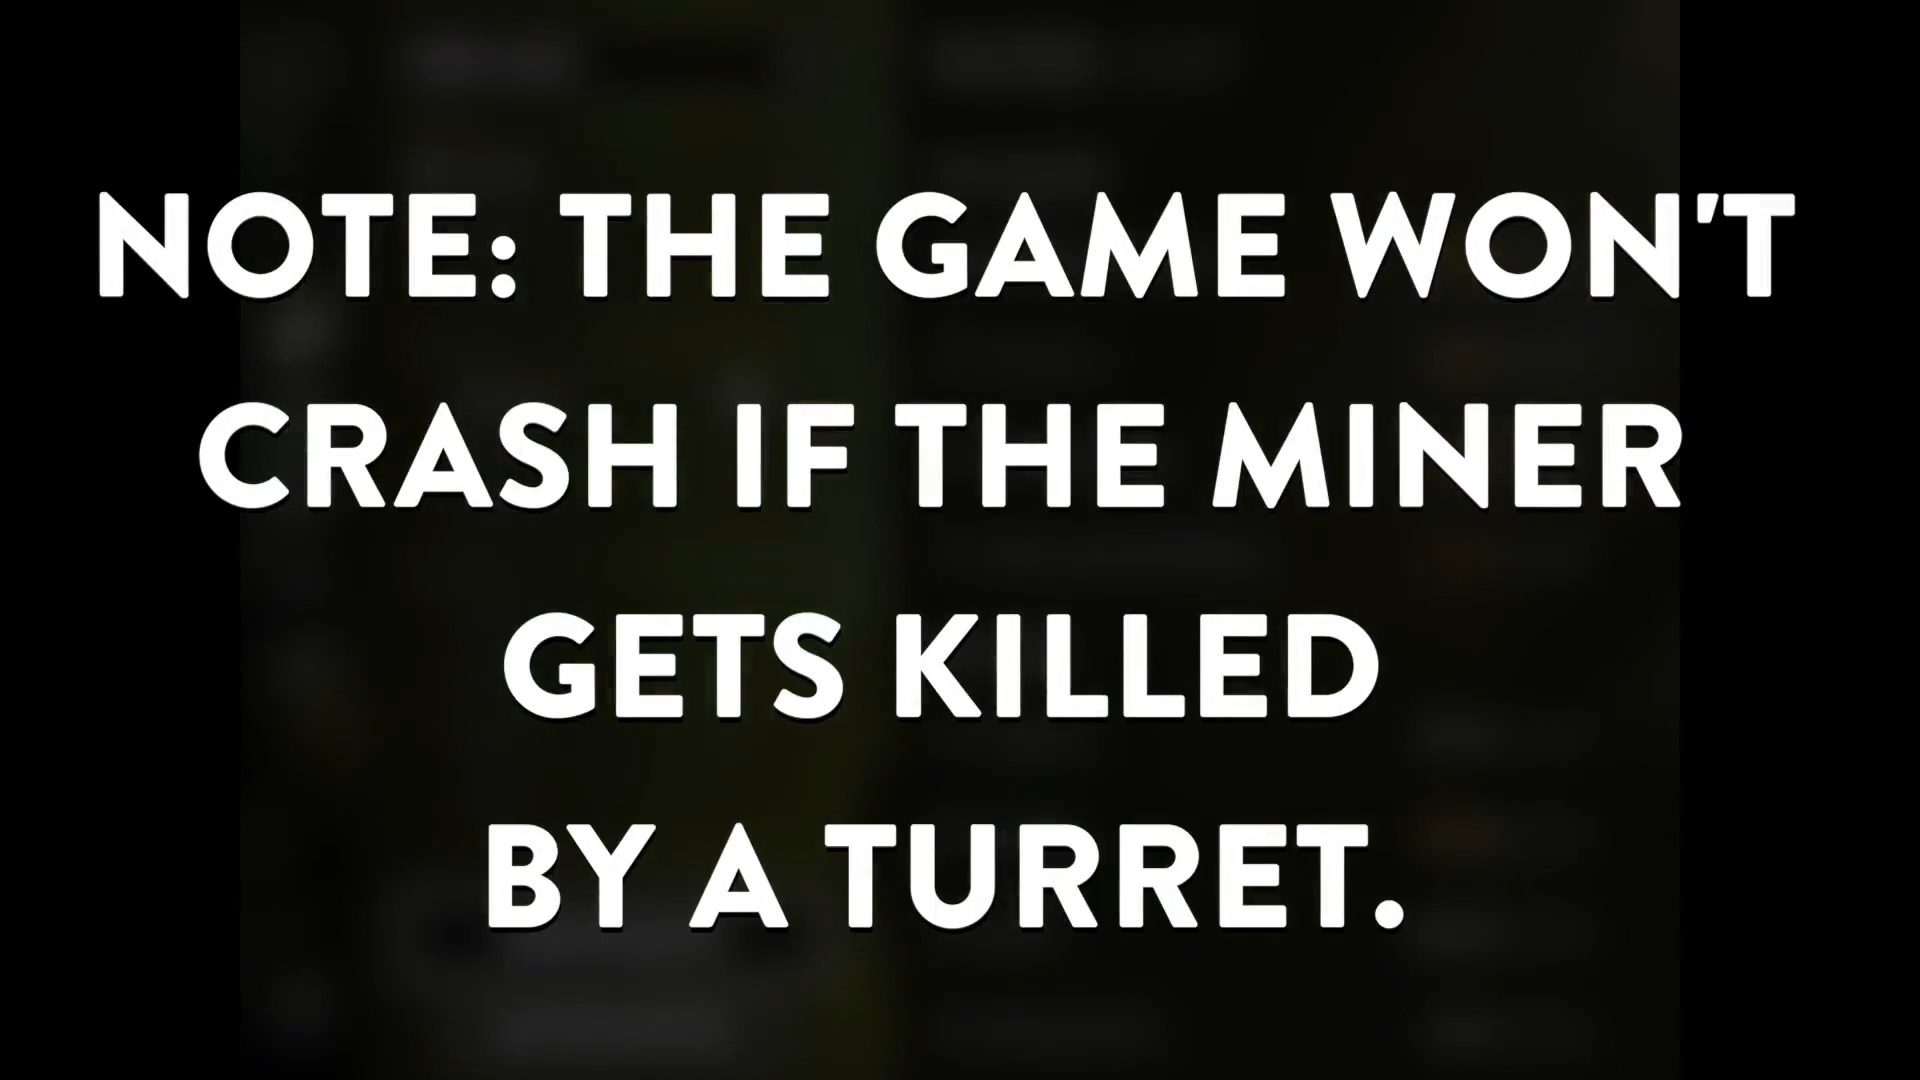 NOTE: THE GAME WON'T
CRASH IF THE MINER
GETS KILLED
BY A TURRET.